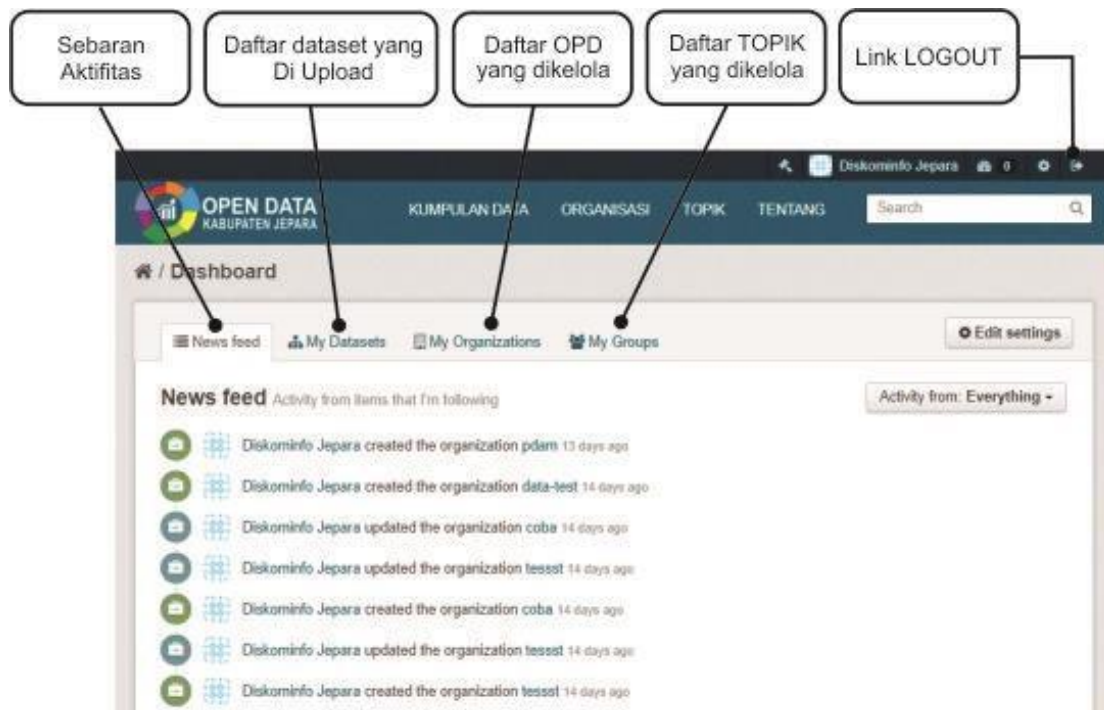 Sebaran
Aktifitas
Daftar dataset yang
Di Upload
Daftar OPD
yang dikelola
Daftar TOPIK
yang dikelola
Link LOGOUT
Diskominfo Jepara 0
OPEN DATA
KABUPATEN JEPARA
KUMPULAN DATA ORGANISASI TOPIK TENTANG Search
/ Dashboard
News feed My Datasets My Organizations My Groups Edit settings
News feed Activity from items that I'm following Activity from: Everything
Diskominfo Jepara created the organization pdam 13 days ago
Diskominfo Jepara created the organization data-test 14 days ago
Diskominfo Jepara updated the organization coba 14 days ago
Diskominfo Jepara updated the organization tessst 14 days ago
Diskominfo Jepara created the organization coba 14 days ago
Diskominfo Jepara updated the organization tessst 14 days ago
Diskominfo Jepara created the organization tessst 14 days ago